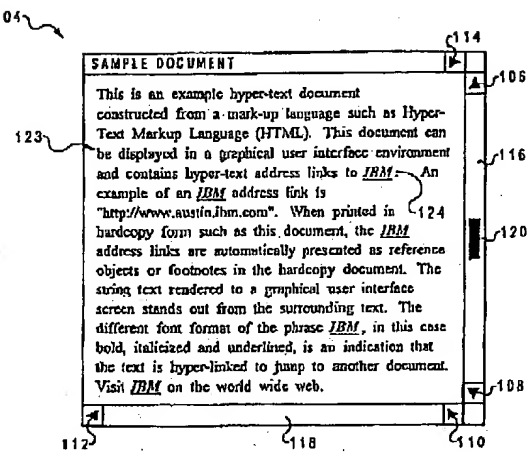 04
114
SAMPLE DOCUMENT
106
This is an example hyper-text document
constructed from a mark-up language such as Hyper-
Text Markup Language (HTML). This document can
123
be displayed in a graphical user interface environment
116
and contains hyper-text address links to IBM. An
example of an IBM address link is
"http://www.austin.ibm.com". When printed in
124
hardcopy form such as this document, the IBM
120
address links are automatically presented as reference
objects or footnotes in the hardcopy document. The
string text rendered to a graphical user interface
screen stands out from the surrounding text. The
different font format of the phrase IBM, in this case
bold, italicized and underlined, is an indication that
the text is hyper-linked to jump to another document.
Visit IBM on the world wide web.
108
112
118
110